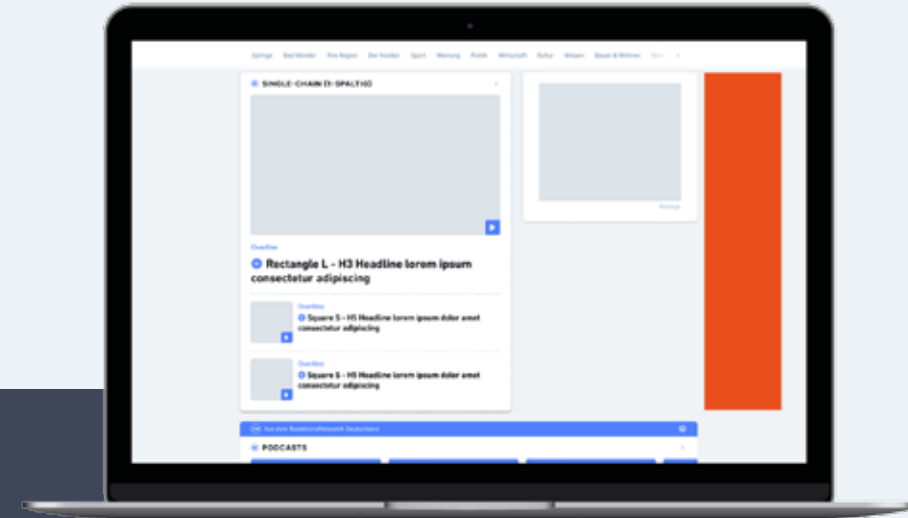 Springe Bad Münder Ihre Region Der Norden Sport Meinung Politik Wirtschaft Kultur Wissen Bauen & Wohnen
SINGLE-CHAIN (1-SPALTIG)
Anzeige
Overline
Rectangle L - H3 Headline lorem ipsum
consectetur adipiscing
Overline
Square S - H5 Headline lorem ipsum dolor amet
consectetur adipiscing
Overline
Square S - H5 Headline lorem ipsum dolor amet
consectetur adipiscing
Aus dem Redaktionsnetzwerk Deutschland
PODCASTS